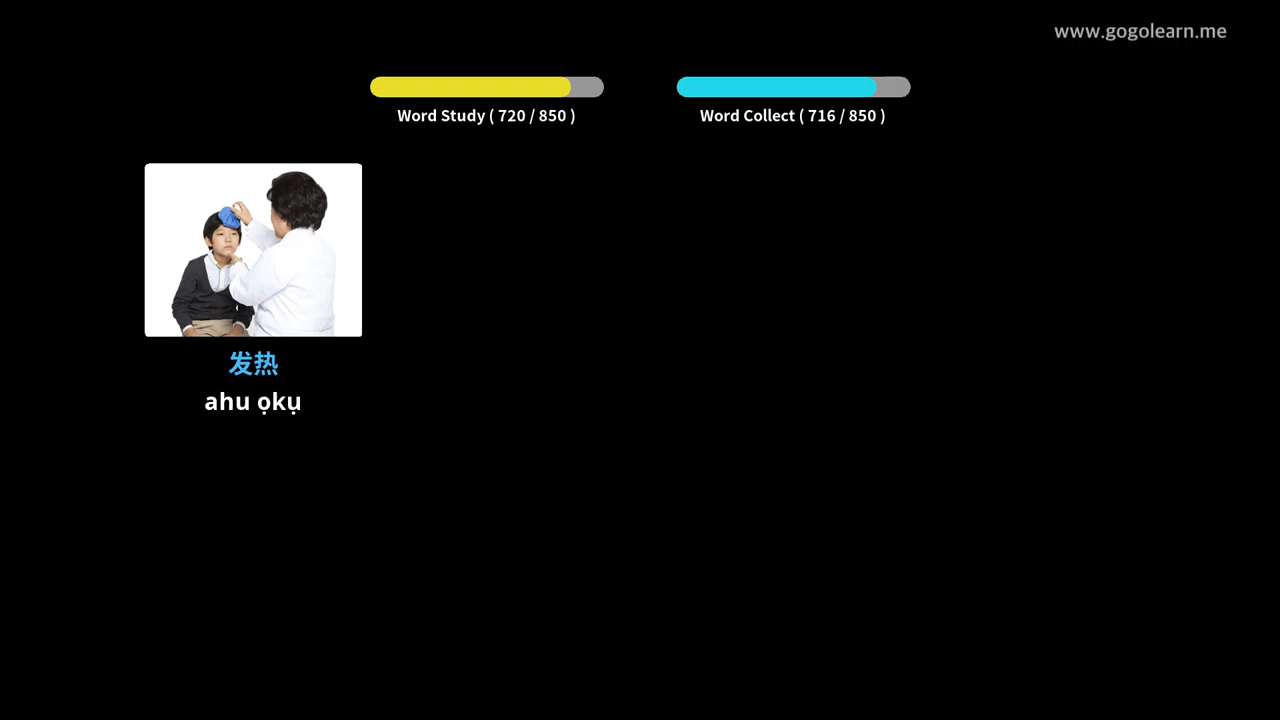 www.gogolearn.me
Word Study ( 720 / 850 )
Word Collect ( 716 / 850 )
发热
ahu ọkụ